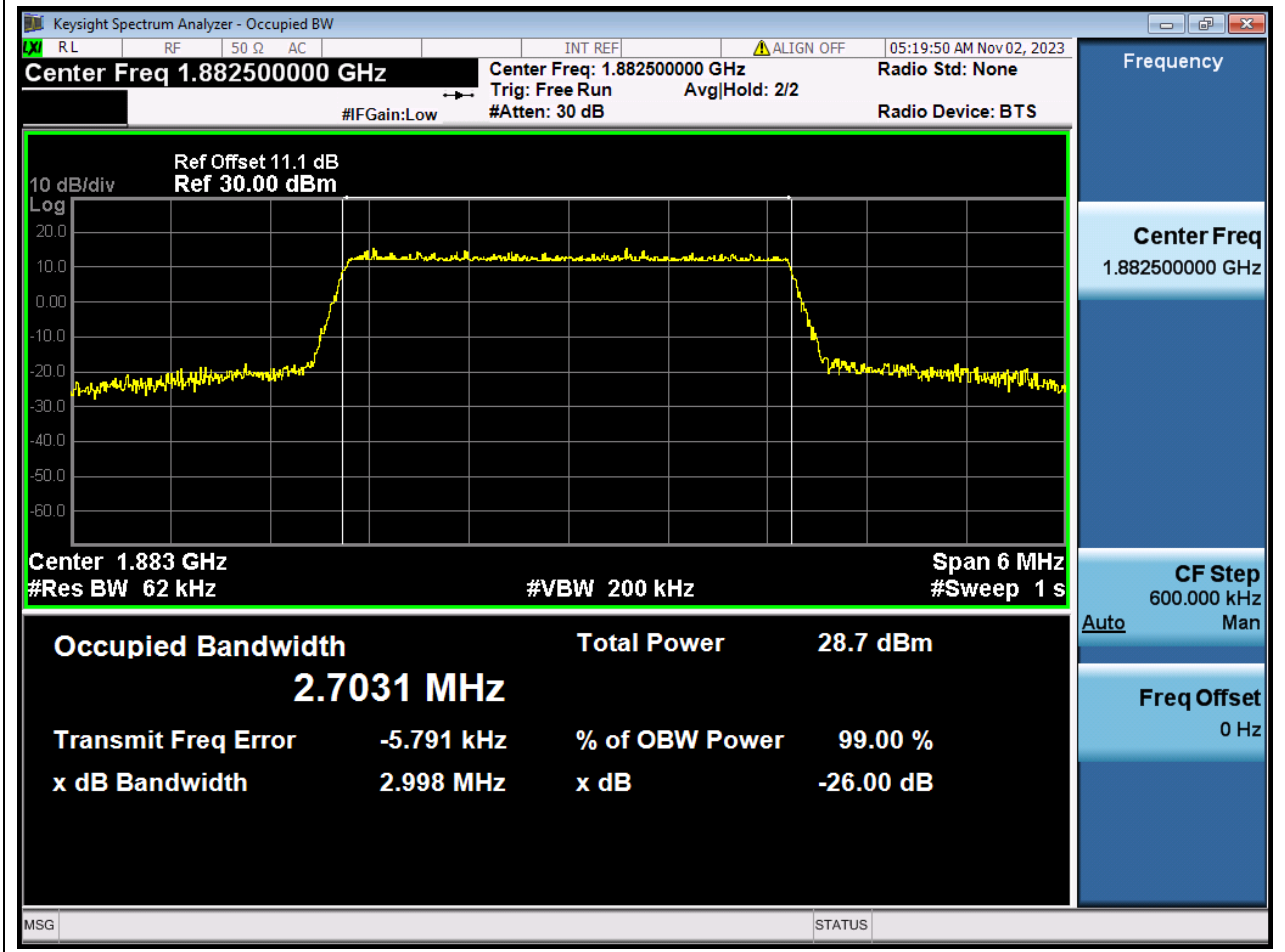 Keysight Spectrum Analyzer - Occupied BW
LXI RL RF 50 Ω AC INT REF ALIGN OFF 05:19:50 AM Nov 02, 2023
Center Freq 1.882500000 GHz
Center Freq: 1.882500000 GHz Radio Std: None
Trig: Free Run Avg|Hold: 2/2
#IFGain:Low #Atten: 30 dB Radio Device: BTS
Ref Offset 11.1 dB
10 dB/div Ref 30.00 dBm
Log
20.0
10.0
0.00
-10.0
-20.0
-30.0
-40.0
-50.0
-60.0
Center 1.883 GHz Span 6 MHz
#Res BW 62 kHz #VBW 200 kHz #Sweep 1 s
Occupied Bandwidth Total Power 28.7 dBm
2.7031 MHz
Transmit Freq Error -5.791 kHz % of OBW Power 99.00 %
x dB Bandwidth 2.998 MHz x dB -26.00 dB
MSG STATUS
Frequency
Center Freq
1.882500000 GHz
CF Step
600.000 kHz
Auto Man
Freq Offset
0 Hz